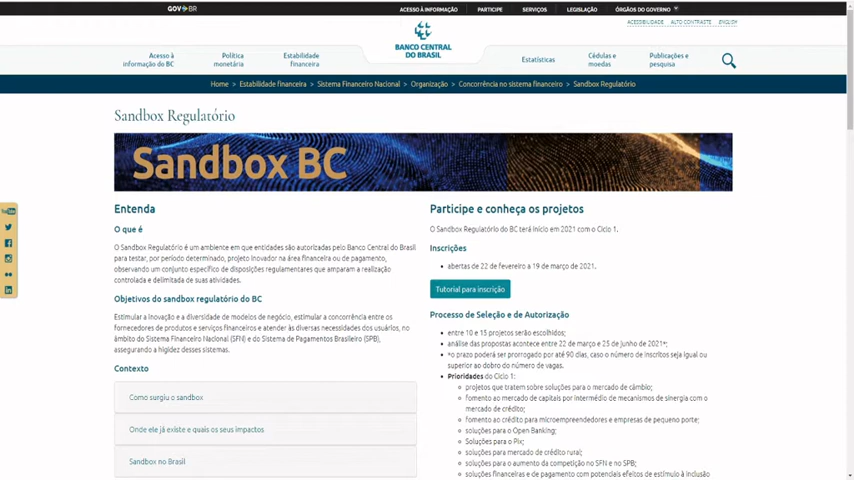 GOV BR
ACESSO À INFORMAÇÃO PARTICIPE SERVIÇOS LEGISLAÇÃO ÓRGÃOS DO GOVERNO
ACESSIBILIDADE ALTO CONTRASTE ENGLISH
BANCO CENTRAL
DO BRASIL
Acesso à
informação do BC
Política
monetária
Estabilidade
financeira
Estatísticas
Cédulas e
moedas
Publicações e
pesquisa
Home > Estabilidade financeira > Sistema Financeiro Nacional > Organização > Concorrência no sistema financeiro > Sandbox Regulatório
Sandbox Regulatório
Sandbox BC
Entenda
O que é
O Sandbox Regulatório é um ambiente em que entidades são autorizadas pelo Banco Central do Brasil
para testar, por período determinado, projeto inovador na área financeira ou de pagamento,
observando um conjunto específico de disposições regulamentares que amparam a realização
controlada e delimitada de suas atividades.
Objetivos do sandbox regulatório do BC
Estimular a inovação e a diversidade de modelos de negócio, estimular a concorrência entre os
fornecedores de produtos e serviços financeiros e atender às diversas necessidades dos usuários, no
âmbito do Sistema Financeiro Nacional (SFN) e do Sistema de Pagamentos Brasileiro (SPB),
assegurando a higidez desses sistemas.
Contexto
Como surgiu o sandbox
Onde ele já existe e quais os seus impactos
Sandbox no Brasil
Participe e conheça os projetos
O Sandbox Regulatório do BC terá início em 2021 com o Ciclo 1.
Inscrições
abertas de 22 de fevereiro a 19 de março de 2021.
Tutorial para inscrição
Processo de Seleção e de Autorização
entre 10 e 15 projetos serão escolhidos;
análise das propostas acontece entre 22 de março e 25 de junho de 2021*;
*o prazo poderá ser prorrogado por até 90 dias, caso o número de inscritos seja igual ou
superior ao dobro do número de vagas.
Prioridades do Ciclo 1:
projetos que tratem sobre soluções para o mercado de câmbio;
fomento ao mercado de capitais por intermédio de mecanismos de sinergia com o
mercado de crédito;
fomento ao crédito para microempreendedores e empresas de pequeno porte;
soluções para o Open Banking;
Soluções para o Pix;
soluções para mercado de crédito rural;
soluções para o aumento da competição no SFN e no SPB;
soluções financeiras e de pagamento com potenciais efeitos de estímulo à inclusão